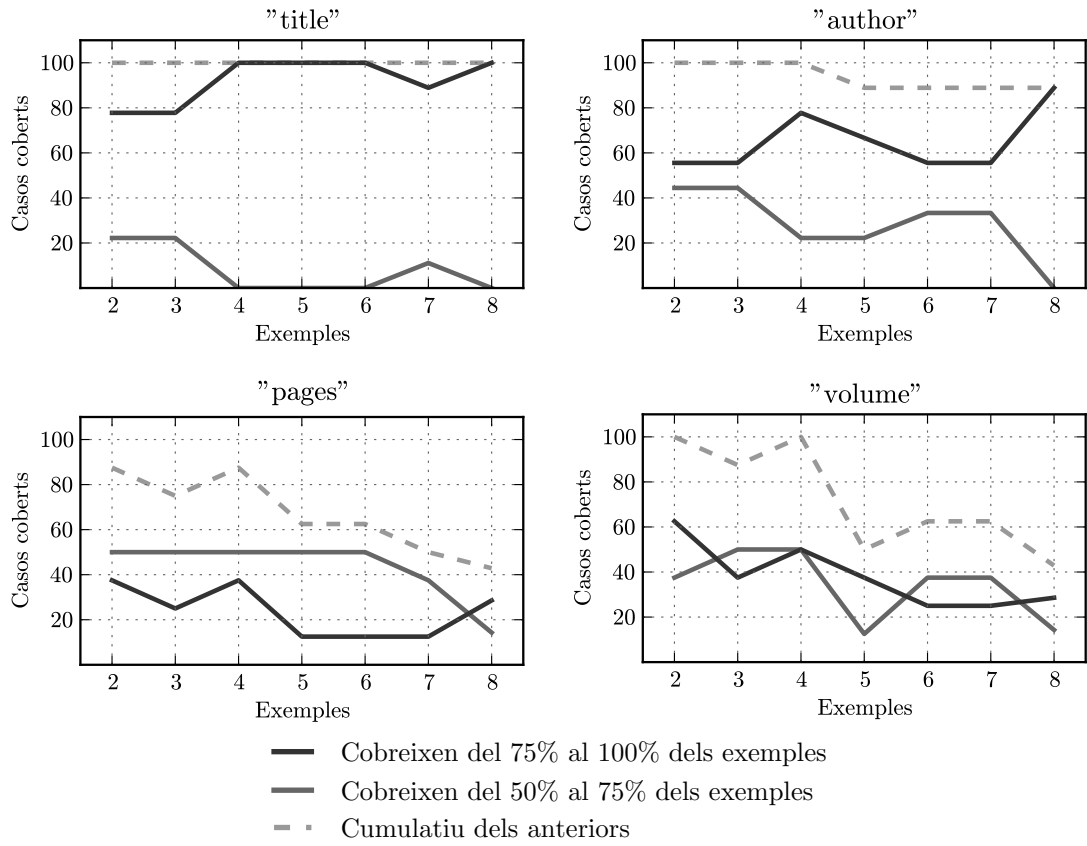 ”title”
100
80
60
40
20
Casos coberts
2 3 4 5 6 7 8
Exemples
”author”
100
80
60
40
20
Casos coberts
2 3 4 5 6 7 8
Exemples
”pages”
100
80
60
40
20
Casos coberts
2 3 4 5 6 7 8
Exemples
”volume”
100
80
60
40
20
Casos coberts
2 3 4 5 6 7 8
Exemples
Cobreixen del 75% al 100% dels exemples
Cobreixen del 50% al 75% dels exemples
Cumulatiu dels anteriors